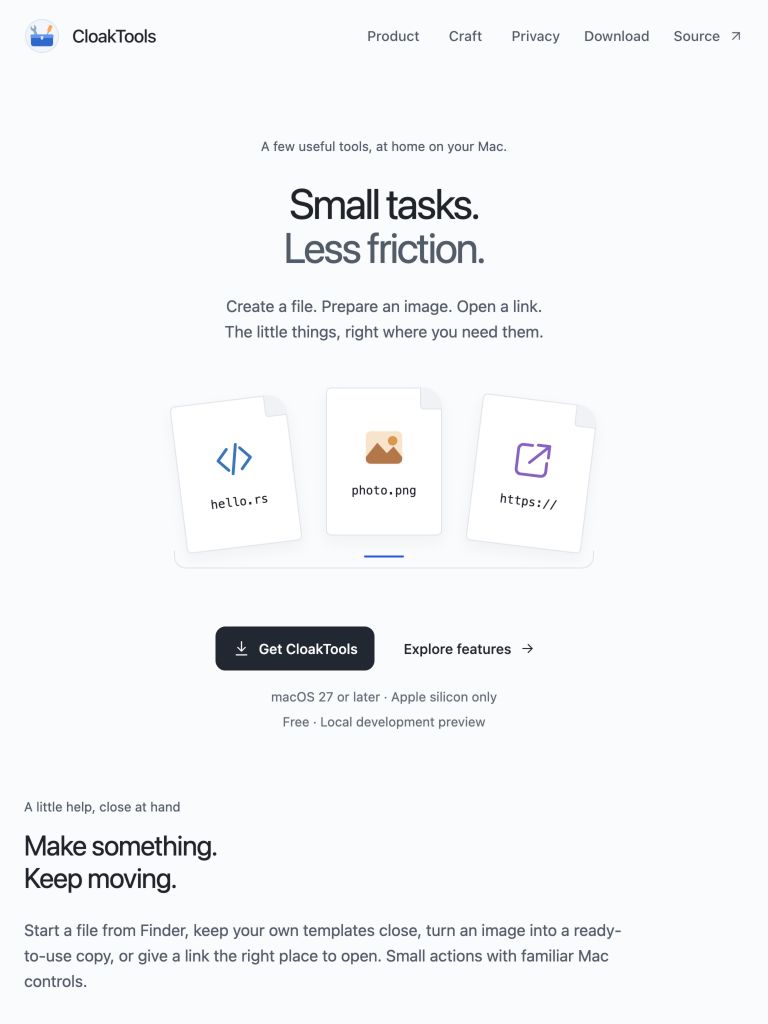 CloakTools
Product Craft Privacy Download Source
A few useful tools, at home on your Mac.
Small tasks.
Less friction.
Create a file. Prepare an image. Open a link.
The little things, right where you need them.
hello.rs
photo.png
https://
Get CloakTools
Explore features
macOS 27 or later · Apple silicon only
Free · Local development preview
A little help, close at hand
Make something.
Keep moving.
Start a file from Finder, keep your own templates close, turn an image into a ready-
to-use copy, or give a link the right place to open. Small actions with familiar Mac
controls.